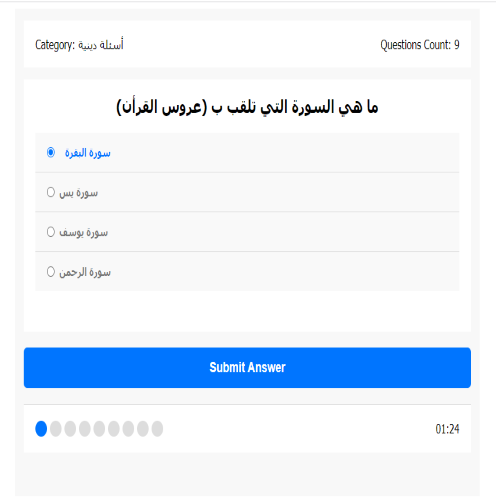 Category: أسئلة دينية
Questions Count: 9
ما هي السورة التي تلقب ب (عروس القرأن)
سورة البقرة
سورة يس
سورة يوسف
سورة الرحمن
Submit Answer
01:24